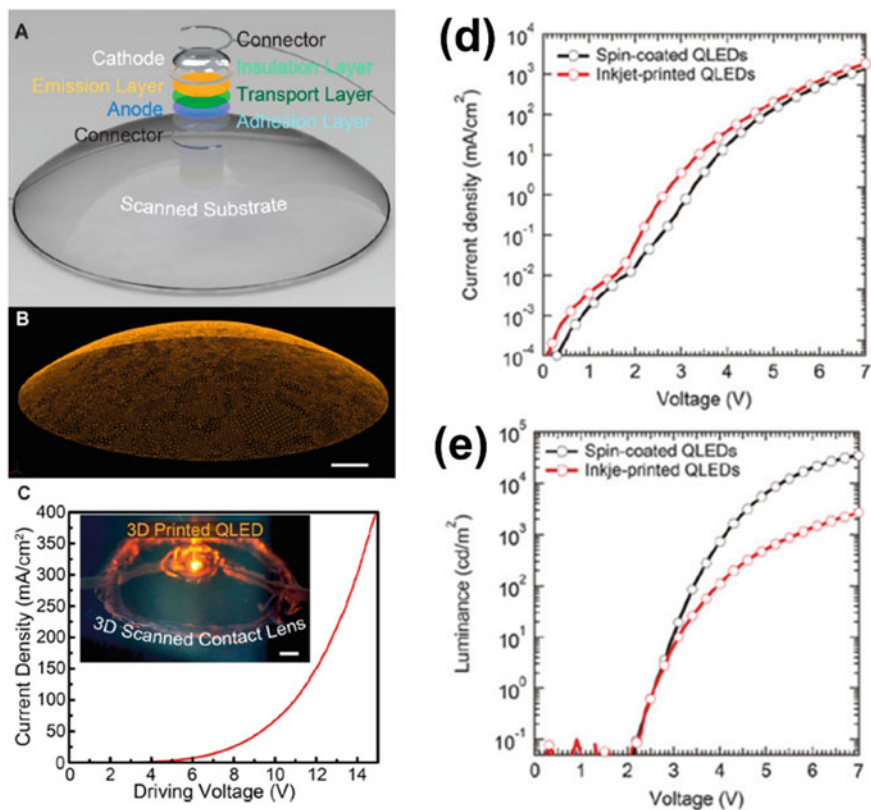 A
Connector
Cathode
Insulation Layer
Emission Layer
Transport Layer
Anode
Adhesion Layer
Connector
Scanned Substrate
B
C
400
350
300
250
200
150
100
50
0
Current Density (mA/cm²)
3D Printed QLED
3D Scanned Contact Lens
0 2 4 6 8 10 12 14
Driving Voltage (V)
(d)
10⁴
10³
10²
10¹
10⁰
10⁻¹
10⁻²
10⁻³
10⁻⁴
Current density (mA/cm²)
Spin-coated QLEDs
Inkjet-printed QLEDs
0 1 2 3 4 5 6 7
Voltage (V)
(e)
10⁵
10⁴
10³
10²
10¹
10⁰
10⁻¹
Luminance (cd/m²)
Spin-coated QLEDs
Inkje-printed QLEDs
0 1 2 3 4 5 6 7
Voltage (V)